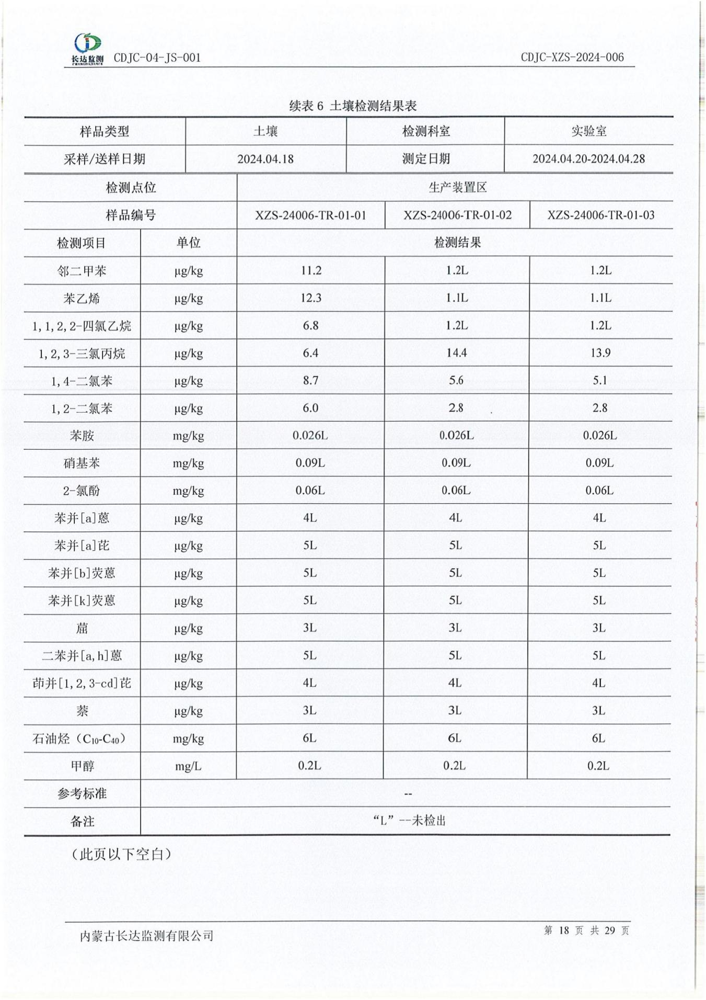 长达监测
CHANGDAJIANCE
CDJC-04-JS-001
CDJC-XZS-2024-006
续表 6 土壤检测结果表
样品类型 土壤 检测科室 实验室
采样/送样日期 2024.04.18 测定日期 2024.04.20-2024.04.28
检测点位 生产装置区
样品编号 XZS-24006-TR-01-01 XZS-24006-TR-01-02 XZS-24006-TR-01-03
检测项目 单位 检测结果
邻二甲苯 μg/kg 11.2 1.2L 1.2L
苯乙烯 μg/kg 12.3 1.1L 1.1L
1,1,2,2-四氯乙烷 μg/kg 6.8 1.2L 1.2L
1,2,3-三氯丙烷 μg/kg 6.4 14.4 13.9
1,4-二氯苯 μg/kg 8.7 5.6 5.1
1,2-二氯苯 μg/kg 6.0 2.8 2.8
苯胺 mg/kg 0.026L 0.026L 0.026L
硝基苯 mg/kg 0.09L 0.09L 0.09L
2-氯酚 mg/kg 0.06L 0.06L 0.06L
苯并[a]蒽 μg/kg 4L 4L 4L
苯并[a]芘 μg/kg 5L 5L 5L
苯并[b]荧蒽 μg/kg 5L 5L 5L
苯并[k]荧蒽 μg/kg 5L 5L 5L
䓛 μg/kg 3L 3L 3L
二苯并[a,h]蒽 μg/kg 5L 5L 5L
茚并[1,2,3-cd]芘 μg/kg 4L 4L 4L
萘 μg/kg 3L 3L 3L
石油烃（C10-C40） mg/kg 6L 6L 6L
甲醇 mg/L 0.2L 0.2L 0.2L
参考标准 --
备注 “L”--未检出
（此页以下空白）
内蒙古长达监测有限公司
第 18 页 共 29 页